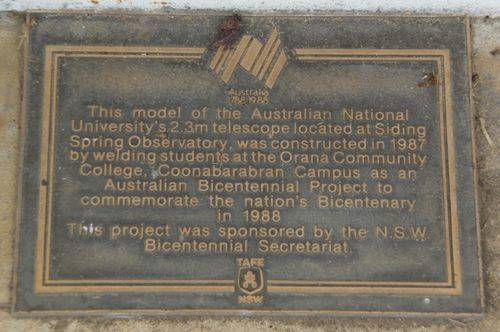 Australia
1788-1988
This model of the Australian National
University's 2.3m telescope located at Siding
Spring Observatory, was constructed in 1987
by welding students at the Orana Community
College, Coonabarabran Campus as an
Australian Bicentennial Project to
commemorate the nation's Bicentenary
in 1988
This project was sponsored by the N.S.W.
Bicentennial Secretariat.
TAFE
NSW